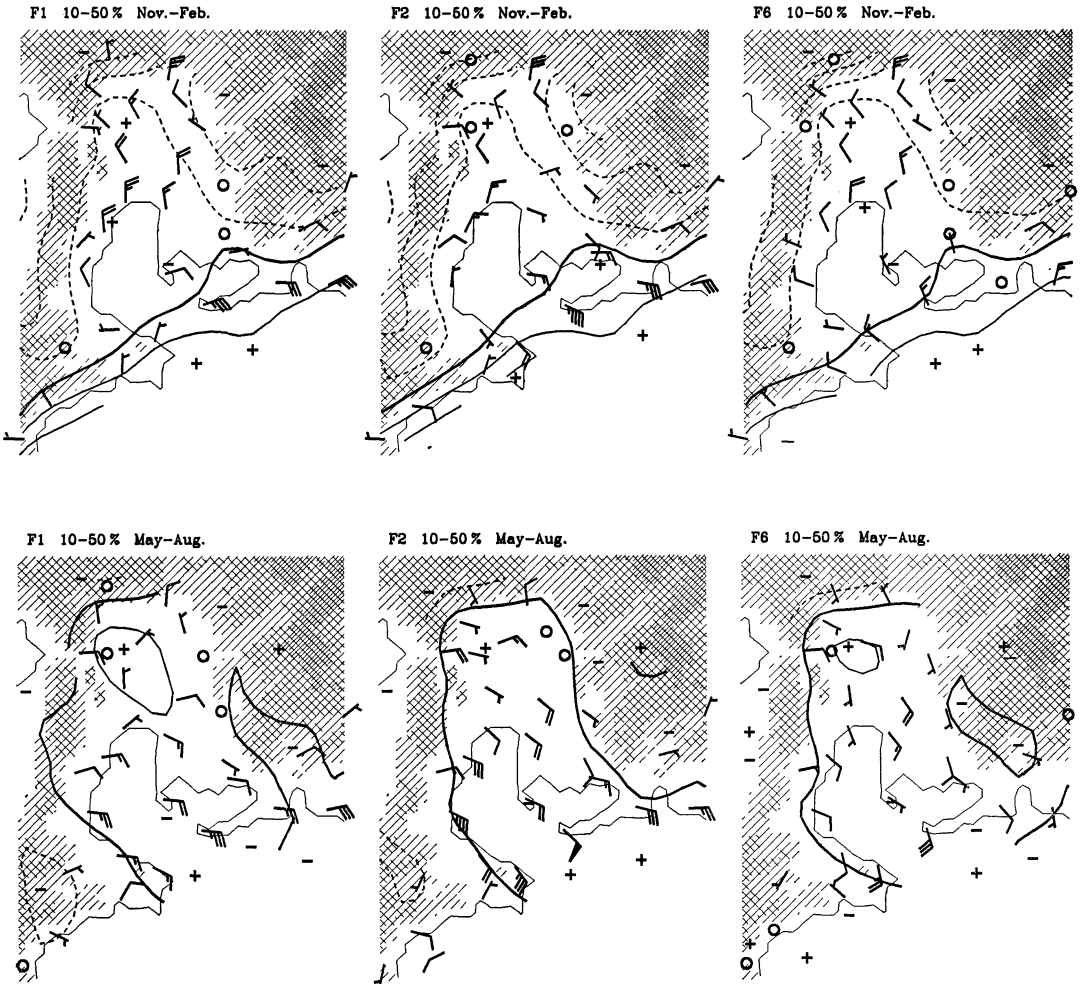 F1 10-50% Nov.-Feb.
F2 10-50% Nov.-Feb.
F6 10-50% Nov.-Feb.
F1 10-50% May-Aug.
F2 10-50% May-Aug.
F6 10-50% May-Aug.